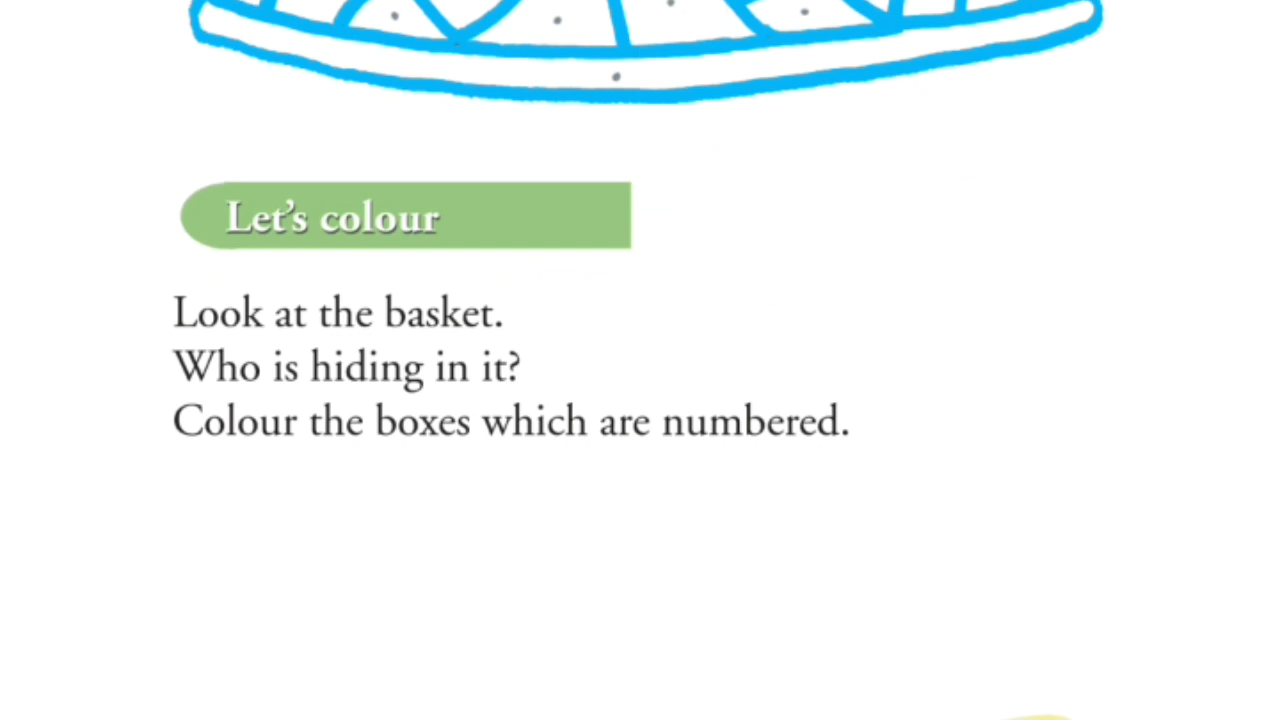 Let’s colour
Look at the basket.
Who is hiding in it?
Colour the boxes which are numbered.